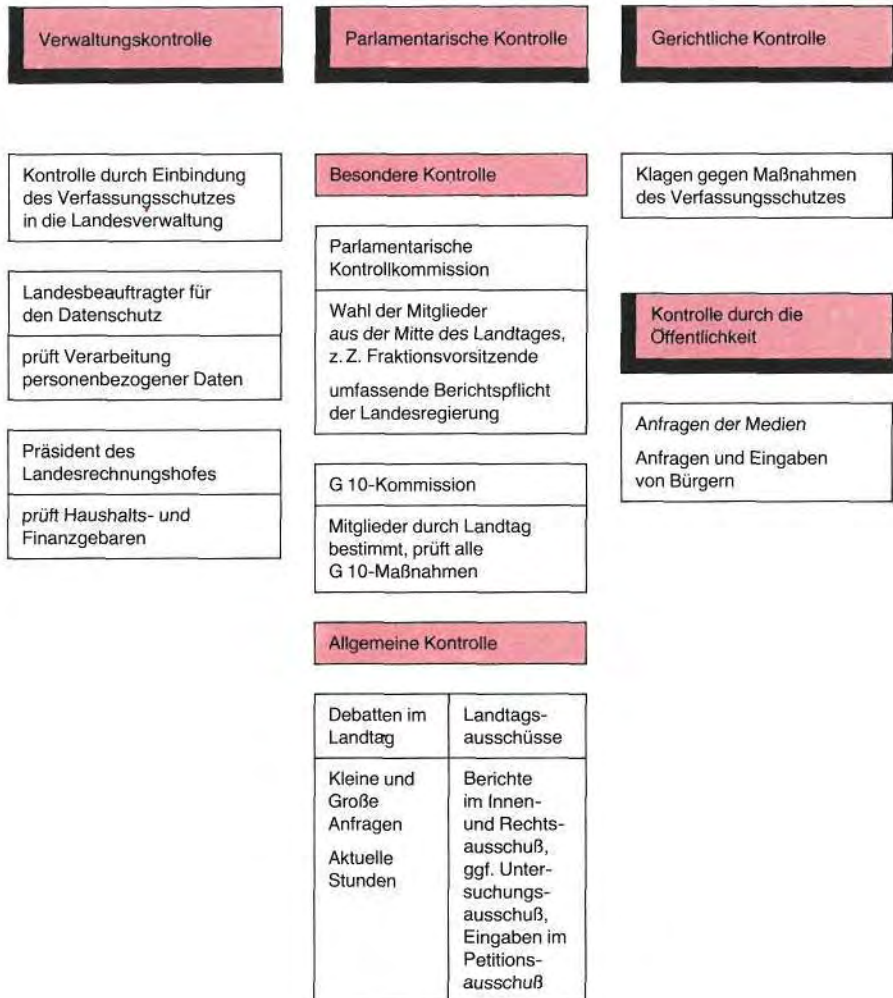 Verwaltungskontrolle
Kontrolle durch Einbindung
des Verfassungsschutzes
in die Landesverwaltung
Landesbeauftragter für
den Datenschutz
prüft Verarbeitung
personenbezogener Daten
Präsident des
Landesrechnungshofes
prüft Haushalts- und
Finanzgebaren
Parlamentarische Kontrolle
Besondere Kontrolle
Parlamentarische
Kontrollkommission
Wahl der Mitglieder
aus der Mitte des Landtages,
z. Z. Fraktionsvorsitzende
umfassende Berichtspflicht
der Landesregierung
G 10-Kommission
Mitglieder durch Landtag
bestimmt, prüft alle
G 10-Maßnahmen
Allgemeine Kontrolle
Debatten im
Landtag
Kleine und
Große
Anfragen
Aktuelle
Stunden
Landtags-
ausschüsse
Berichte
im Innen-
und Rechts-
ausschuß,
ggf. Unter-
suchungs-
ausschuß,
Eingaben im
Petitions-
ausschuß
Gerichtliche Kontrolle
Klagen gegen Maßnahmen
des Verfassungsschutzes
Kontrolle durch die
Öffentlichkeit
Anfragen der Medien
Anfragen und Eingaben
von Bürgern